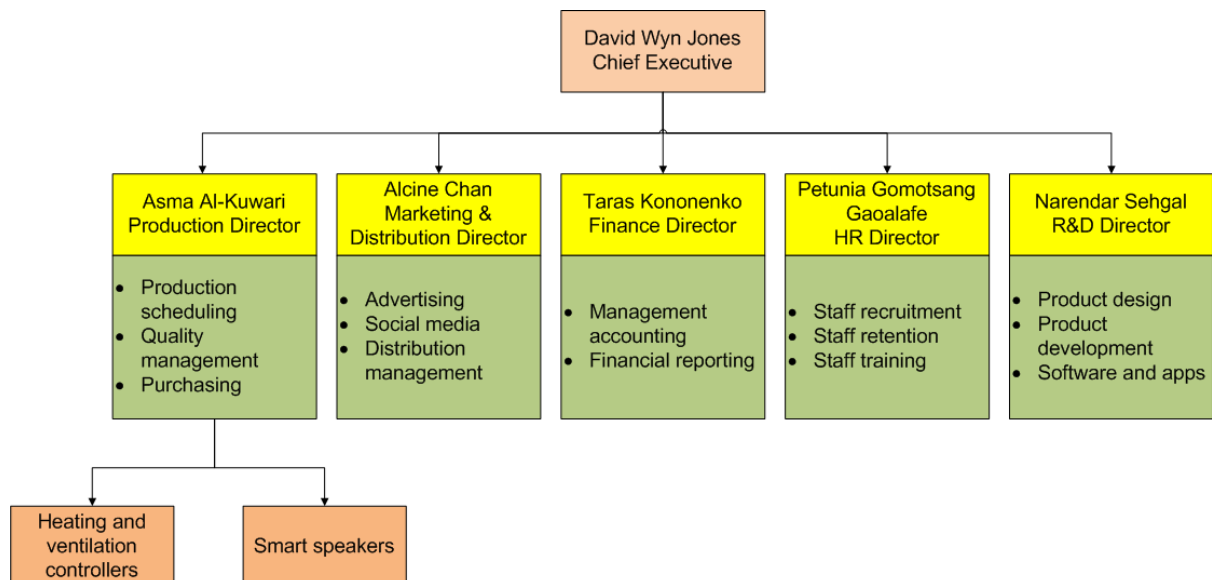 David Wyn Jones
Chief Executive
Asma Al-Kuwari
Production Director
Alcine Chan
Marketing &
Distribution Director
Taras Kononenko
Finance Director
Petunia Gomotsang
Gaoalafe
HR Director
Narendar Sehgal
R&D Director
• Production
scheduling
• Quality
management
• Purchasing
• Advertising
• Social media
• Distribution
management
• Management
accounting
• Financial reporting
• Staff recruitment
• Staff retention
• Staff training
• Product design
• Product
development
• Software and apps
Heating and
ventilation
controllers
Smart speakers